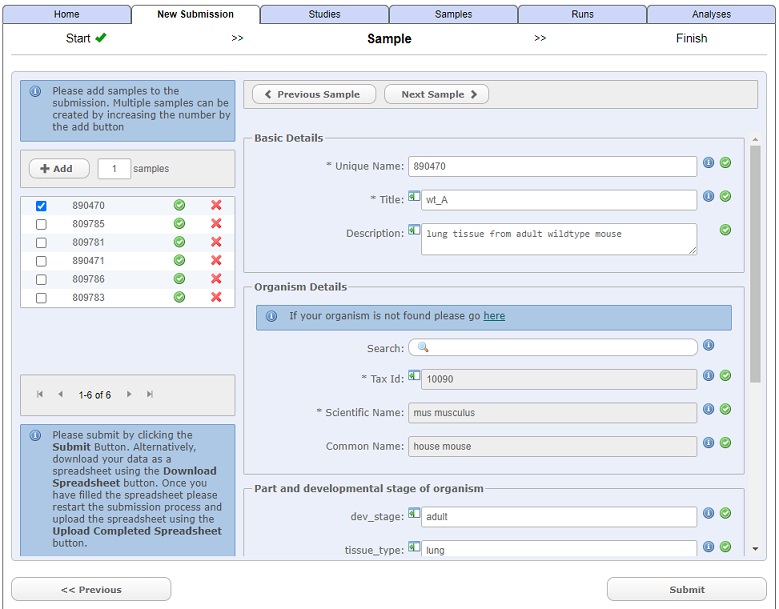 Home
New Submission
Studies
Samples
Runs
Analyses
Start
>>
Sample
>>
Finish
Please add samples to the
submission. Multiple samples can be
created by increasing the number by
the add button
Add 1 samples
890470
809785
809781
890471
809786
809783
1-6 of 6
Please submit by clicking the
Submit Button. Alternatively,
download your data as a
spreadsheet using the Download
Spreadsheet button. Once you
have filled the spreadsheet please
restart the submission process and
upload the spreadsheet using the
Upload Completed Spreadsheet
button.
Previous Sample
Next Sample
Basic Details
* Unique Name: 890470
* Title: wt_A
Description: lung tissue from adult wildtype mouse
Organism Details
If your organism is not found please go here
Search:
* Tax Id: 10090
* Scientific Name: mus musculus
Common Name: house mouse
Part and developmental stage of organism
dev_stage: adult
tissue_type: lung
<< Previous
Submit